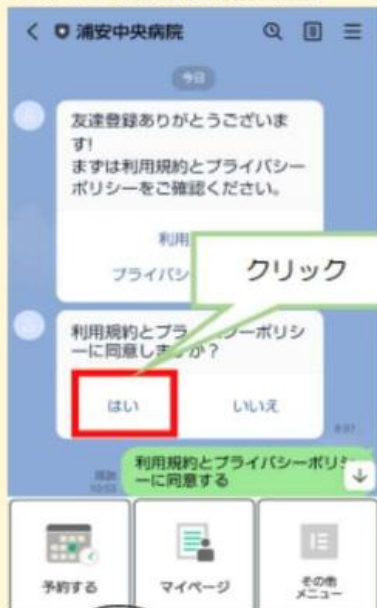 浦安中央病院
今日
友達登録ありがとうございま
す!
まずは利用規約とプライバシー
ポリシーをご確認ください。
利用
プライバシ
クリック
利用規約とプラ シーポリシ
ーに同意しますか?
はい
いいえ
利用規約とプライバシーポリシ
ーに同意する
予約する
マイページ
その他
メニュー